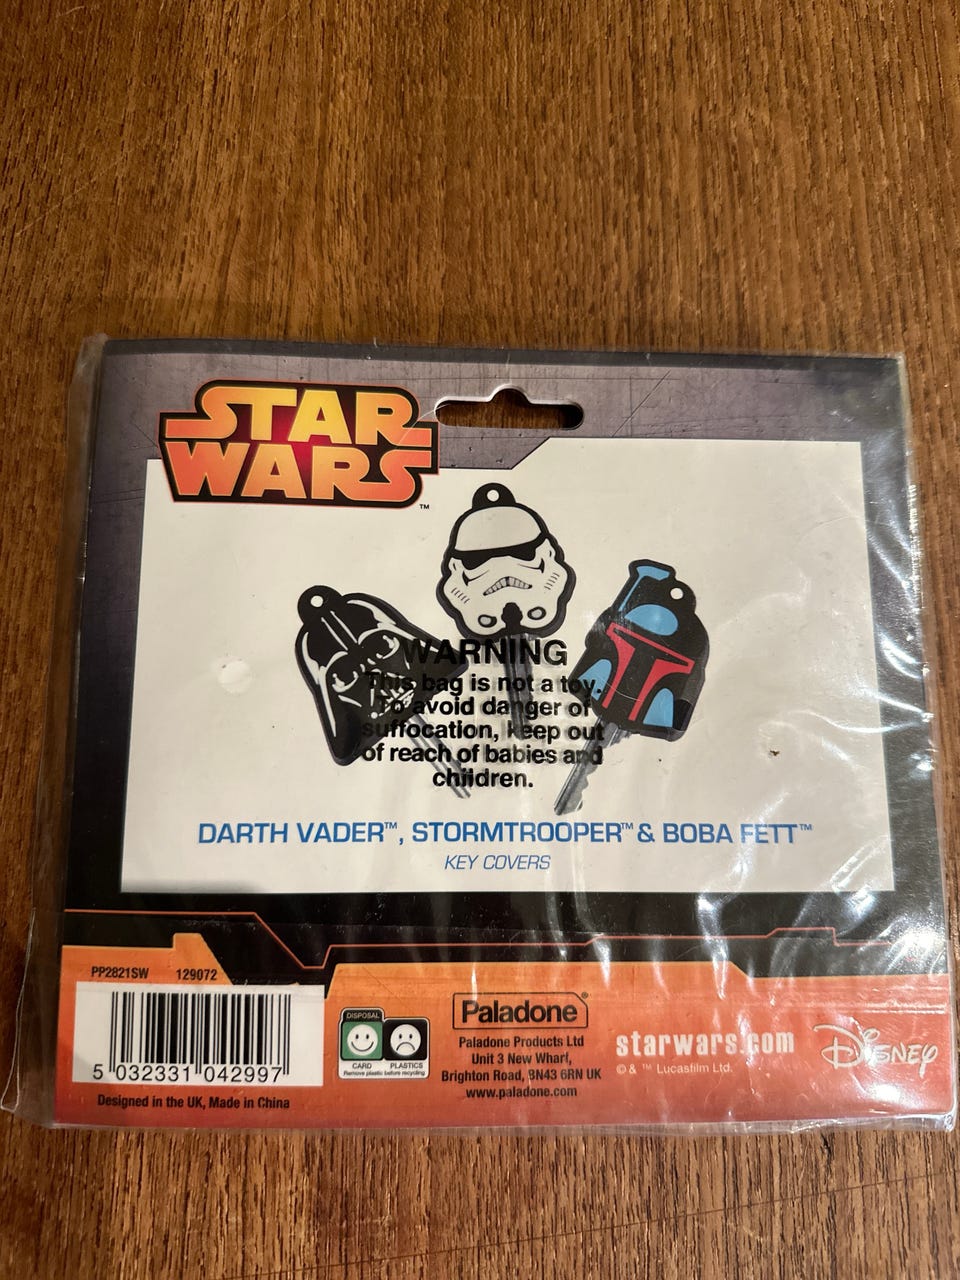 STAR
WARS™
WARNING
This bag is not a toy.
To avoid danger of
suffocation, keep out
of reach of babies and
children.
DARTH VADER™, STORMTROOPER™ & BOBA FETT™
KEY COVERS
PP2821SW 129072
5 032331 042997
Designed in the UK, Made in China
DISPOSAL
CARD PLASTICS
Remove plastic before recycling
Paladone®
Paladone Products Ltd
Unit 3 New Wharf,
Brighton Road, BN43 6RN UK
www.paladone.com
starwars.com
© & ™ Lucasfilm Ltd.
DISNEY